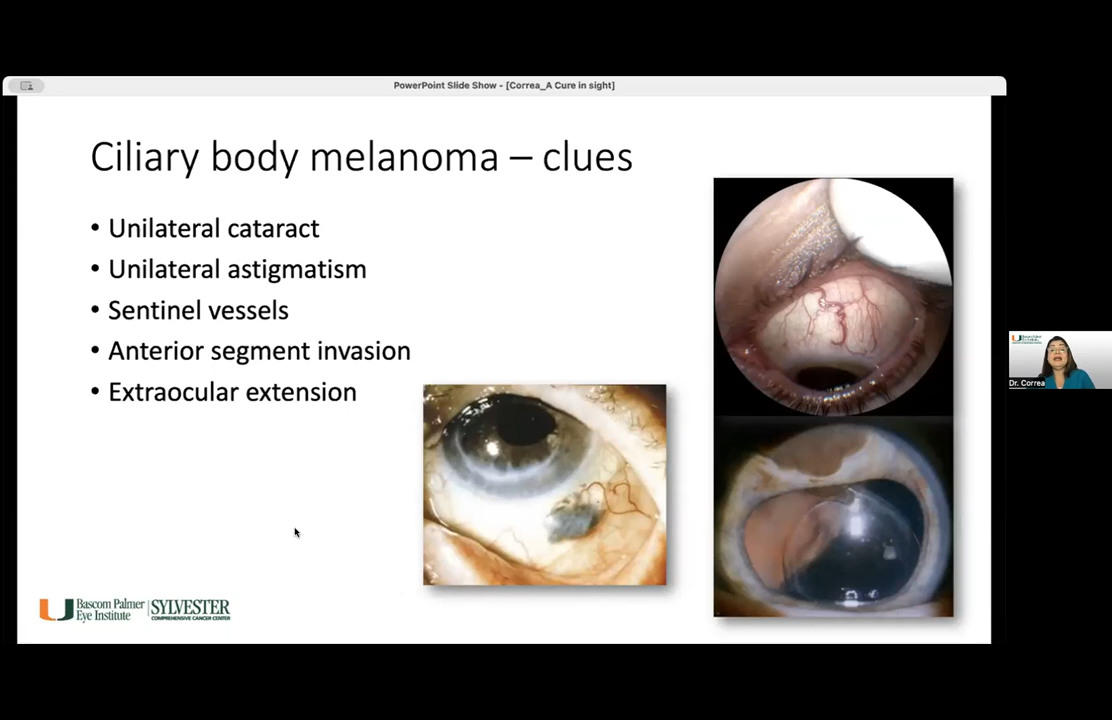 PowerPoint Slide Show - [Correa_A Cure in sight]
Ciliary body melanoma – clues
• Unilateral cataract
• Unilateral astigmatism
• Sentinel vessels
• Anterior segment invasion
• Extraocular extension
Bascom Palmer
Eye Institute
SYLVESTER
COMPREHENSIVE CANCER CENTER
Dr. Correa